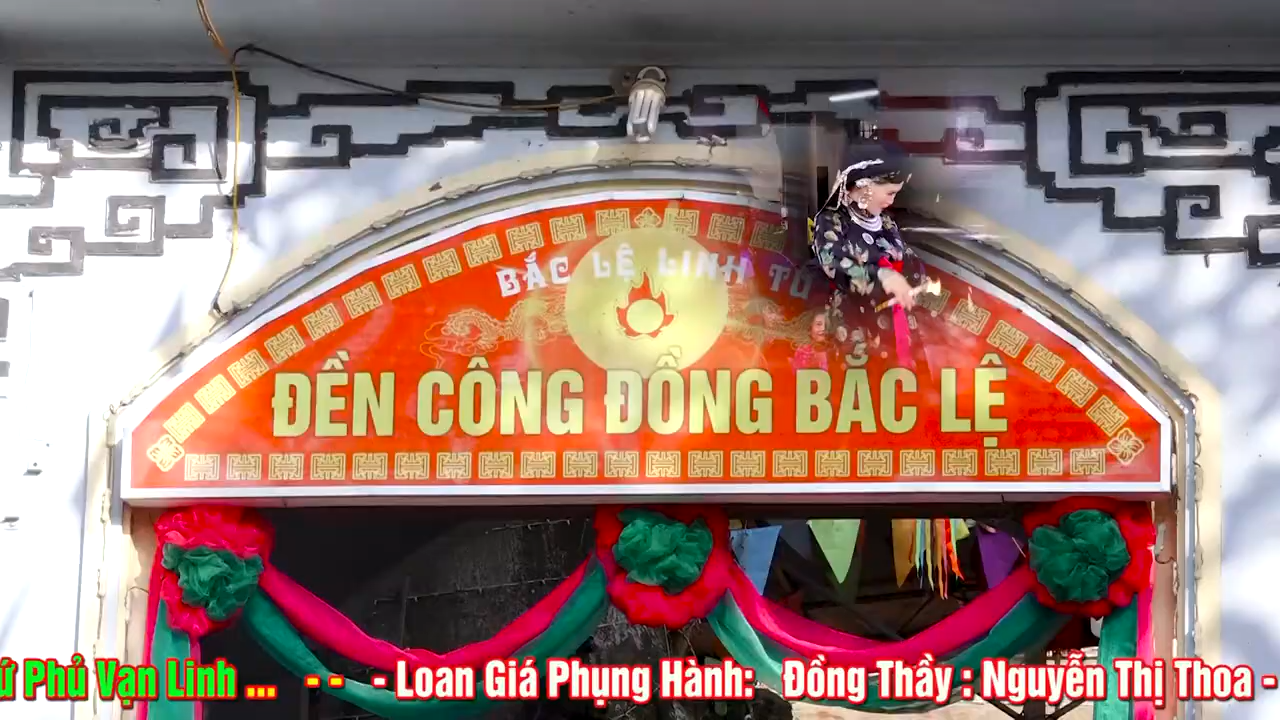 BẮC LỆ LINH TỪ
ĐỀN CÔNG ĐỒNG BẮC LỆ
Phủ Vạn Linh ... - - - Loan Giá Phụng Hành: Đồng Thầy : Nguyễn Thị Thoa -